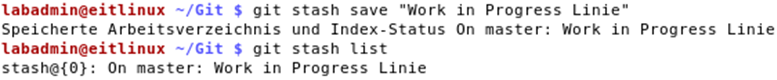 labadmin@eitlinux ~/Git $ git stash save "Work in Progress Linie"
Speicherte Arbeitsverzeichnis und Index-Status On master: Work in Progress Linie
labadmin@eitlinux ~/Git $ git stash list
stash@{0}: On master: Work in Progress Linie